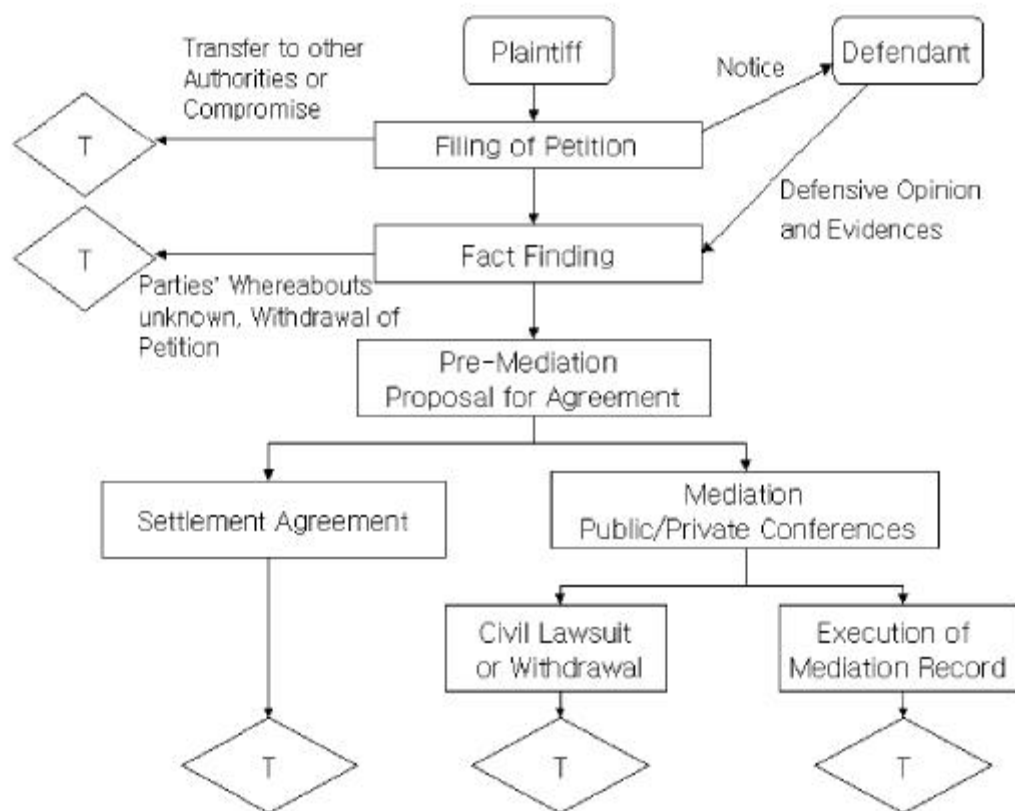 Plaintiff
Defendant
Transfer to other
Authorities or
Compromise
Notice
T
Filing of Petition
Defensive Opinion
and Evidences
T
Fact Finding
Parties' Whereabouts
unknown, Withdrawal of
Petition
Pre-Mediation
Proposal for Agreement
Settlement Agreement
Mediation
Public/Private Conferences
Civil Lawsuit
or Withdrawal
Execution of
Mediation Record
T
T
T